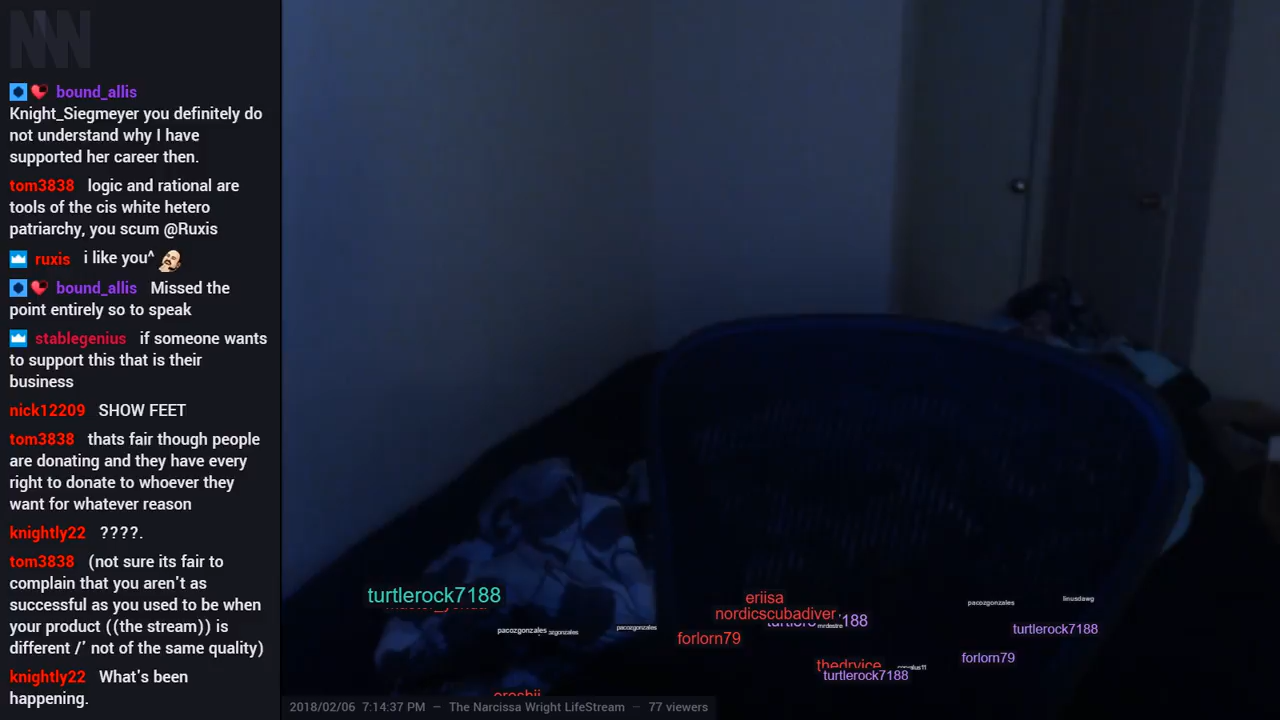 NNN
bound_allis
Knight_Siegmeyer you definitely do
not understand why I have
supported her career then.
tom3838 logic and rational are
tools of the cis white hetero
patriarchy, you scum @Ruxis
ruxis i like you^
bound_allis Missed the
point entirely so to speak
stablegenius if someone wants
to support this that is their
business
nick12209 SHOW FEET
tom3838 thats fair though people
are donating and they have every
right to donate to whoever they
want for whatever reason
knightly22 ????.
tom3838 (not sure its fair to
complain that you aren't as
successful as you used to be when
your product ((the stream)) is
different /' not of the same quality)
knightly22 What's been
happening.
turtlerock7188
eriisa
nordicscubadiver
forlorn79
pacozgonzales
pacozgonzales
pacozgonzales
linusdawg
turtlerock7188
forlorn79
thedrvice
turtlerock7188
2018/02/06 7:14:37 PM – The Narcissa Wright LifeStream – 77 viewers